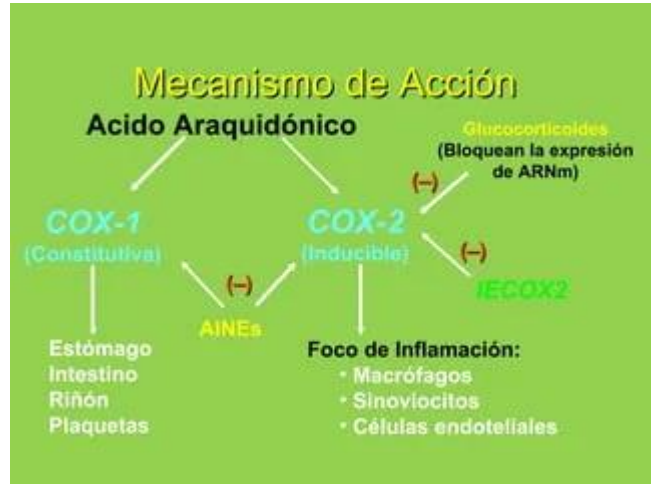 Mecanismo de Acción
Acido Araquidónico
Glucocorticoides
(Bloquean la expresión
de ARNm)
(–)
COX-1
(Constitutiva)
COX-2
(Inducible)
(–)
(–)
IECOX2
AINEs
Estómago
Intestino
Riñón
Plaquetas
Foco de Inflamación:
• Macrófagos
• Sinoviocitos
• Células endoteliales